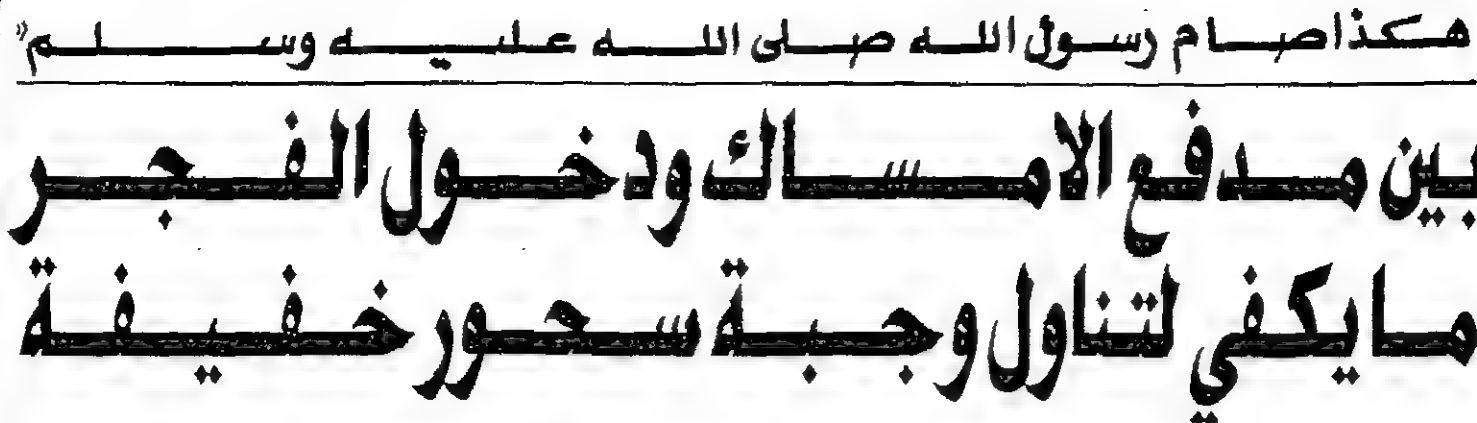 هكذا صام رسول الله صلى الله عليه وسلم"
بين مدفع الامساك ودخول الفجر
ما يكفي لتناول وجبة سحور خفيفة